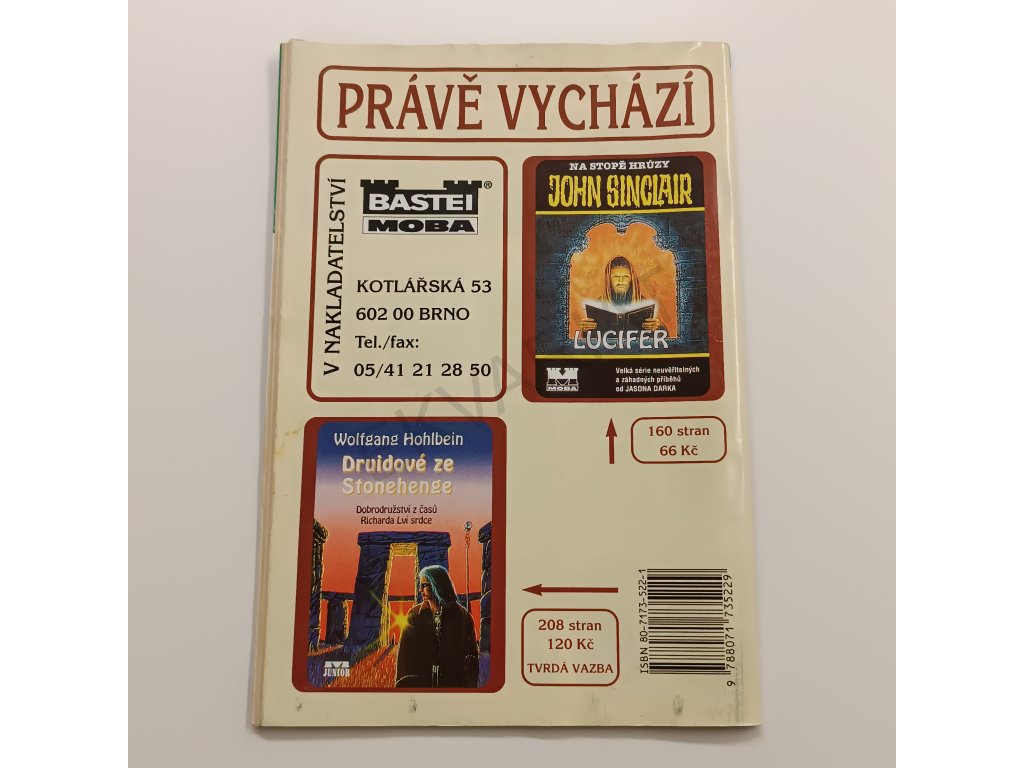 PRÁVĚ VYCHÁZÍ
V NAKLADATELSTVÍ
BASTEI®
MOBA
KOTLÁŘSKÁ 53
602 00 BRNO
Tel./fax:
05/41 21 28 50
NA STOPĚ HRŮZY
JOHN SINCLAIR
LUCIFER
MOBA
Velká série neuvěřitelných
a záhadných příběhů
od JASONA DARKA
160 stran
66 Kč
Wolfgang Hohlbein
Druidové ze
Stonehenge
Dobrodružství z časů
Richarda Lví srdce
JUNIOR
208 stran
120 Kč
TVRDÁ VAZBA
ISBN 80-7173-522-1
9 788071 735229